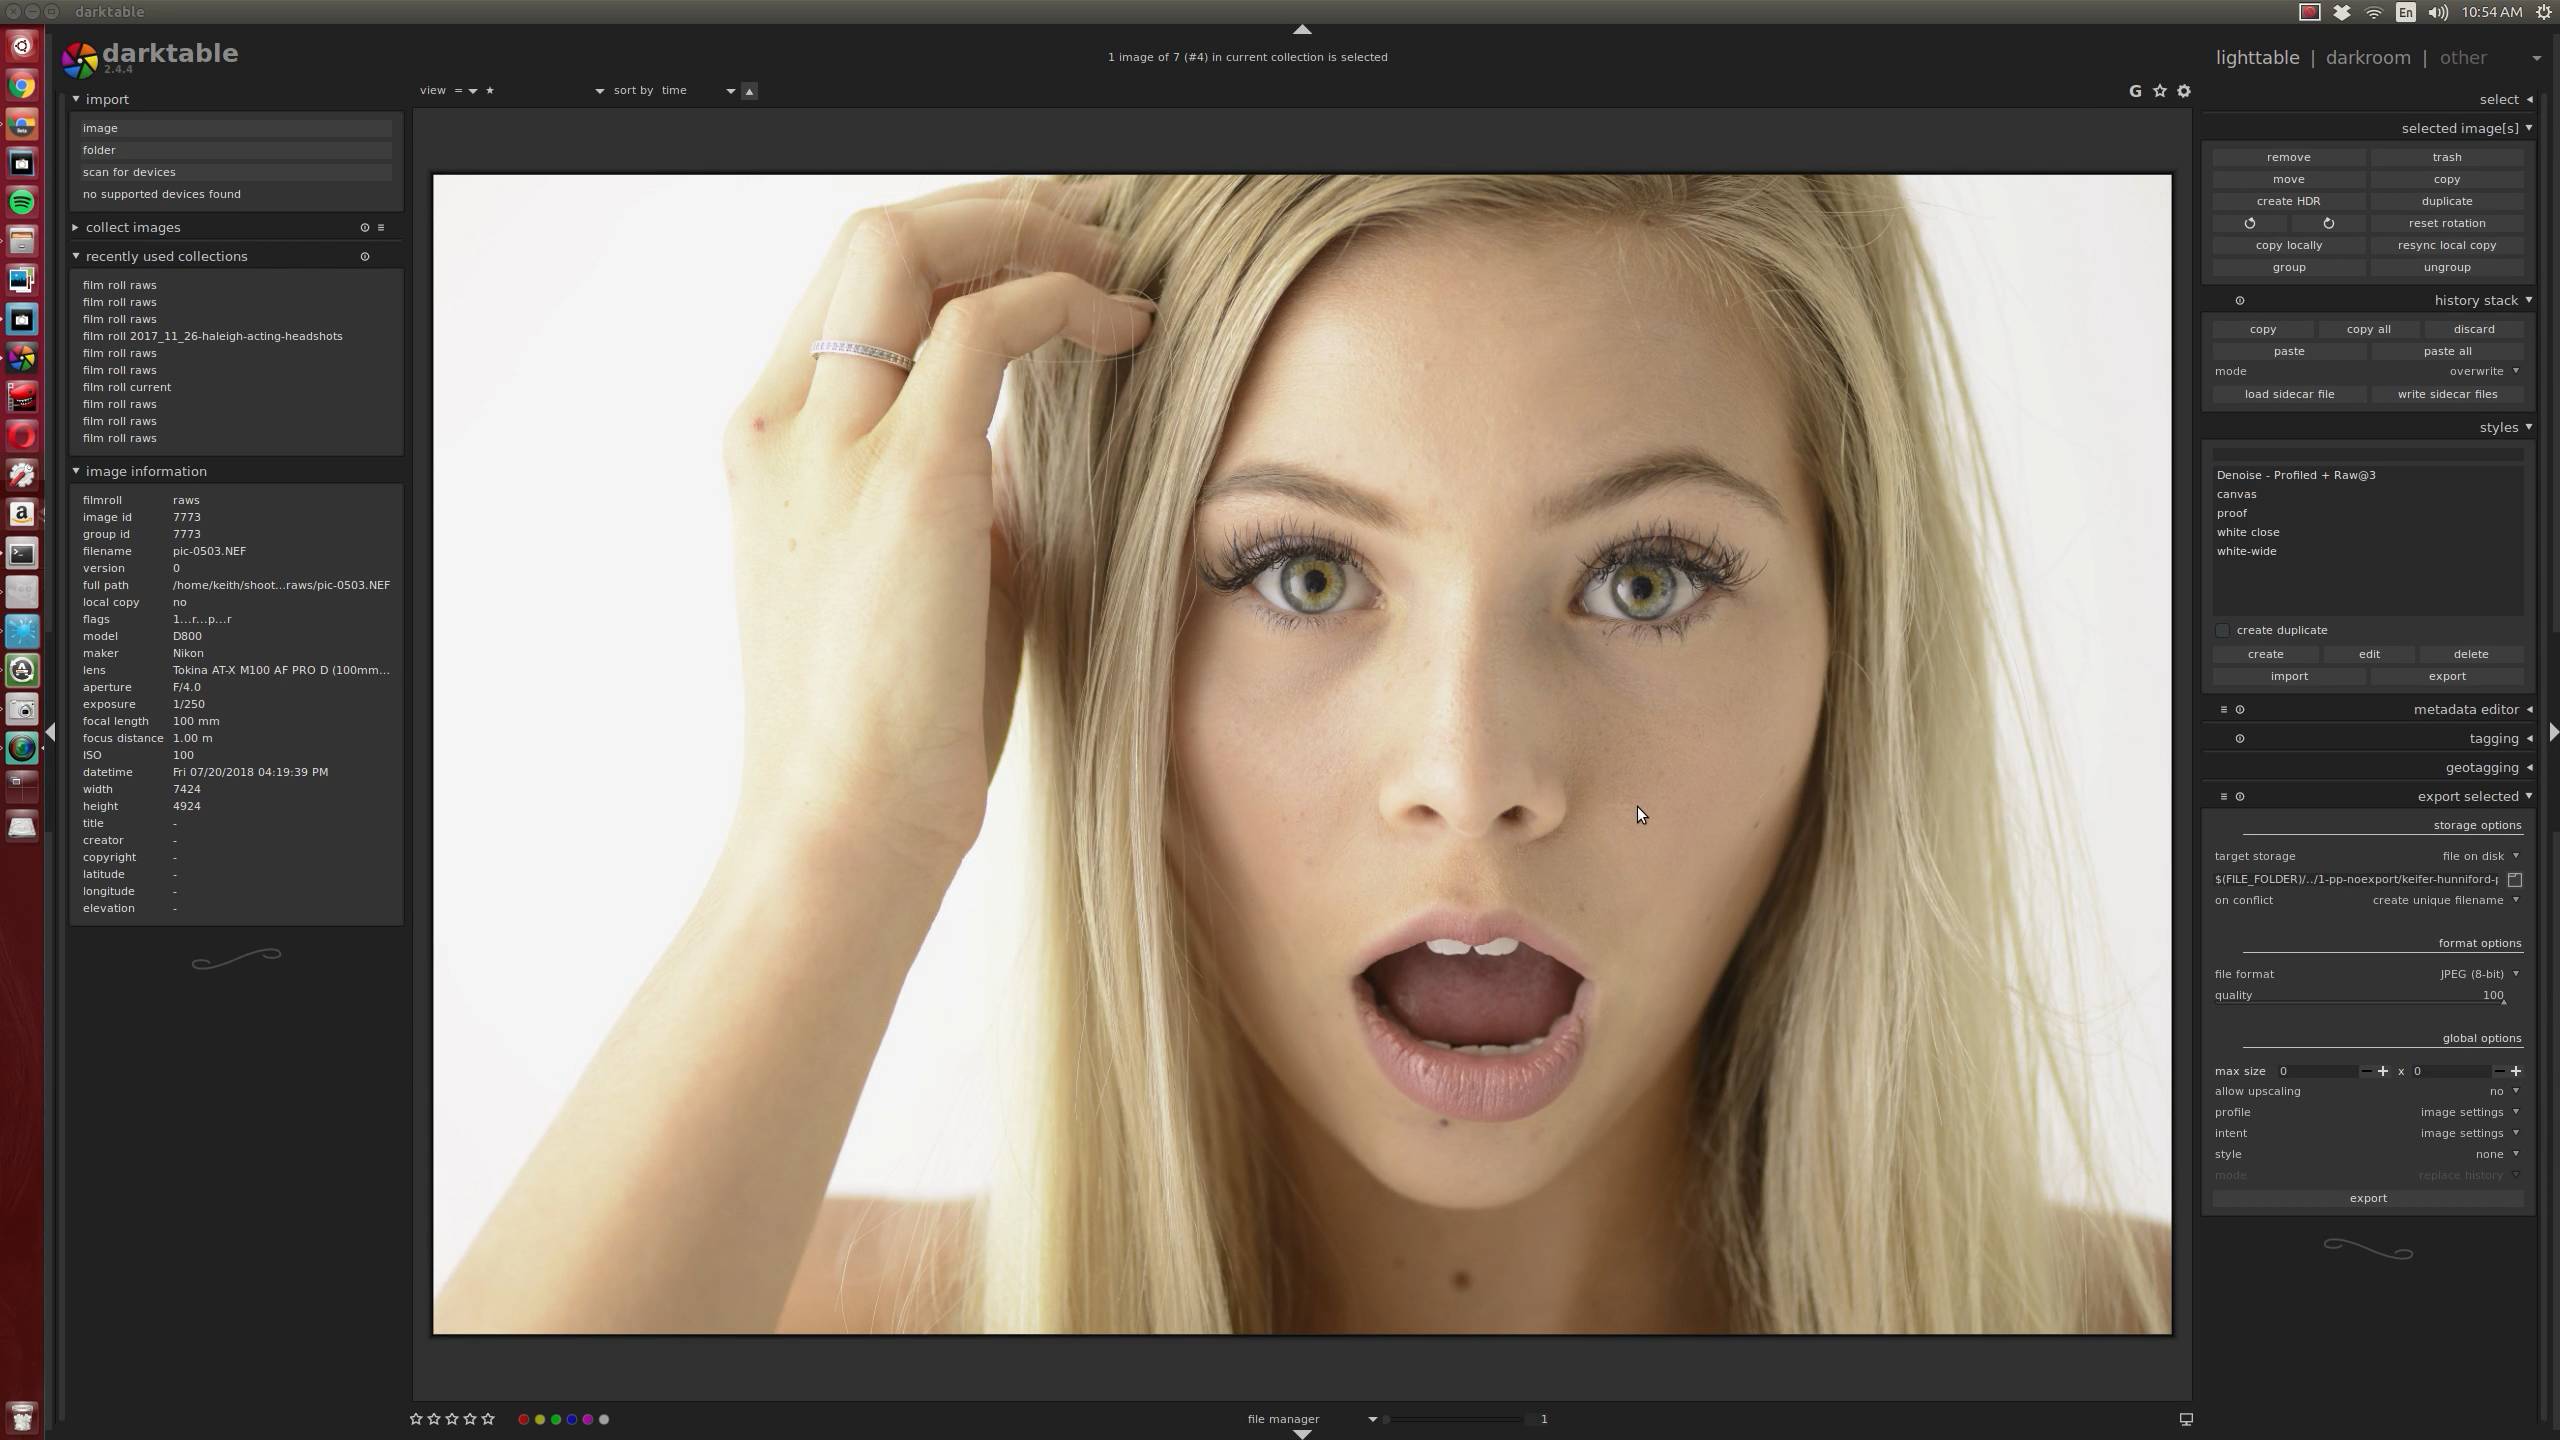 darktable
En
10:54 AM
darktable
2.4.4
1 image of 7 (#4) in current collection is selected
lighttable | darkroom | other
view = ★ sort by time
G
import
image
folder
scan for devices
no supported devices found
collect images
recently used collections
film roll raws
film roll raws
film roll raws
film roll 2017_11_26-haleigh-acting-headshots
film roll raws
film roll raws
film roll current
film roll raws
film roll raws
film roll raws
image information
filmroll raws
image id 7773
group id 7773
filename pic-0503.NEF
version 0
full path /home/keith/shoot...raws/pic-0503.NEF
local copy no
flags 1...r...p...r
model D800
maker Nikon
lens Tokina AT-X M100 AF PRO D (100mm...
aperture F/4.0
exposure 1/250
focal length 100 mm
focus distance 1.00 m
ISO 100
datetime Fri 07/20/2018 04:19:39 PM
width 7424
height 4924
title -
creator -
copyright -
latitude -
longitude -
elevation -
select
selected image[s]
remove trash
move copy
create HDR duplicate
reset rotation
copy locally resync local copy
group ungroup
history stack
copy copy all discard
paste paste all
mode overwrite
load sidecar file write sidecar files
styles
Denoise - Profiled + Raw@3
canvas
proof
white close
white-wide
create duplicate
create edit delete
import export
metadata editor
tagging
geotagging
export selected
storage options
target storage file on disk
$(FILE_FOLDER)/../1-pp-noexport/keifer-hunniford-
on conflict create unique filename
format options
file format JPEG (8-bit)
quality 100
global options
max size 0 x 0
allow upscaling no
profile image settings
intent image settings
style none
mode replace history
export
file manager 1